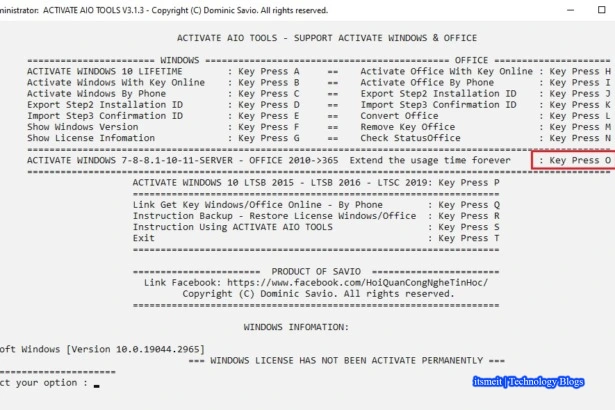 ministrator: ACTIVATE AIO TOOLS V3.1.3 - Copyright (C) Dominic Savio. All rights reserved.
ACTIVATE AIO TOOLS - SUPPORT ACTIVATE WINDOWS & OFFICE
======================= WINDOWS ============================================ OFFICE =====================
ACTIVATE WINDOWS 10 LIFETIME : Key Press A == Activate Office With Key Online : Key Press H
Activate Windows With Key Online : Key Press B == Activate Office By Phone : Key Press I
Activate Windows By Phone : Key Press C == Export Step2 Installation ID : Key Press J
Export Step2 Installation ID : Key Press D == Import Step3 Confirmation ID : Key Press K
Import Step3 Confirmation ID : Key Press E == Convert Office : Key Press L
Show Windows Version : Key Press F == Remove Key Office : Key Press M
Show License Infomation : Key Press G == Check StatusOffice : Key Press N
ACTIVATE WINDOWS 7-8-8.1-10-11-SERVER - OFFICE 2010->365 Extend the usage time forever : Key Press O
ACTIVATE WINDOWS 10 LTSB 2015 - LTSB 2016 - LTSC 2019: Key Press P
Link Get Key Windows/Office Online - By Phone : Key Press Q
Instruction Backup - Restore License Windows/Office : Key Press R
Instruction Using ACTIVATE AIO TOOLS : Key Press S
Exit : Key Press T
======================= PRODUCT OF SAVIO =======================
Link Facebook: https://www.facebook.com/HoiQuanCongNgheTinHoc/
Copyright (C) Dominic Savio. All rights reserved.
WINDOWS INFOMATION:
oft Windows [Version 10.0.19044.2965]
=== WINDOWS LICENSE HAS NOT BEEN ACTIVATE PERMANENTLY ===
ct your option :
itsmeit | Technology Blogs